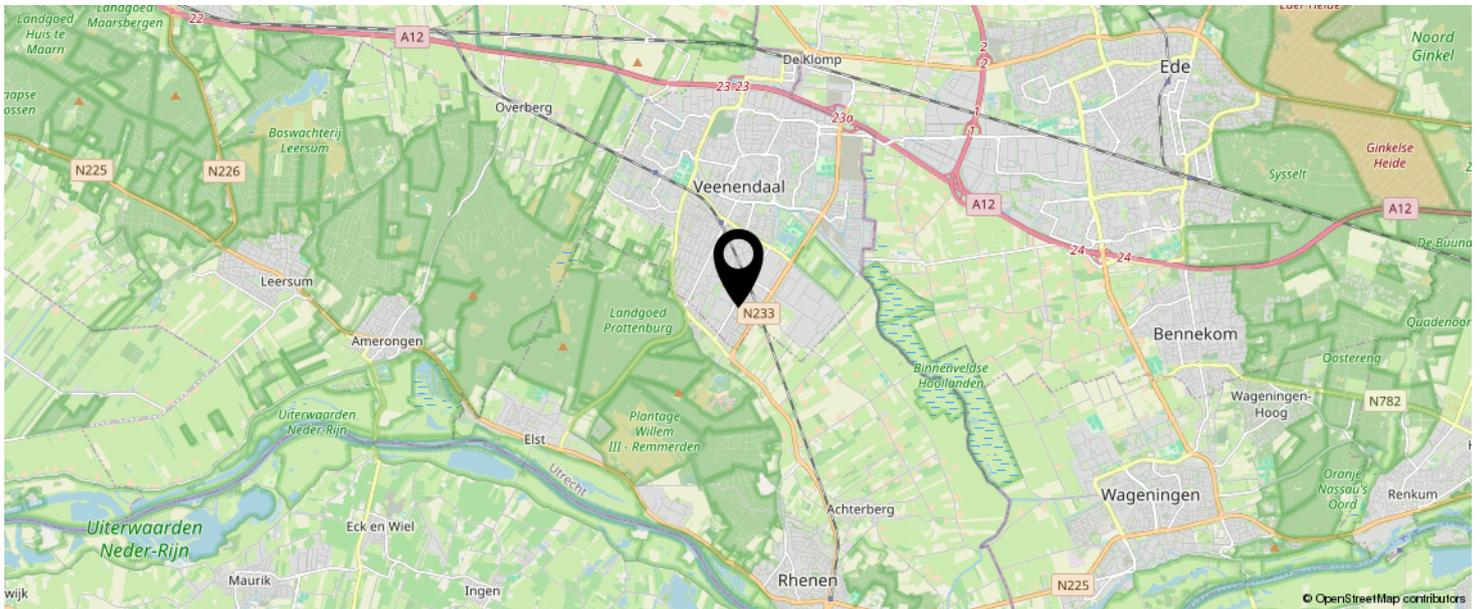 22
Landgoed
Maarsbergen
Landgoed
Huis te
Maarn
A12
2
2
De Klomp
Ede
Noord
Ginkel
23 23
Overberg
23a
1
1
Boswachterij
Leersum
N225
N226
Ginkelse
Heide
Sysselt
Veenendaal
A12
A12
24
24
Leersum
Landgoed
Prattenburg
N233
Amerongen
Bennekom
Oostereng
Binnenveldse
Hooilanden
Wageningen-
Hoog
N782
Uiterwaarden
Neder-Rijn
Plantage
Willem
III - Remmerden
Elst
Utrecht
Oranje
Nassau's
Oord
Wageningen
Renkum
Achterberg
Uiterwaarden
Neder-Rijn
Eck en Wiel
Maurik
Ingen
Rhenen
N225
wijk
© OpenStreetMap contributors